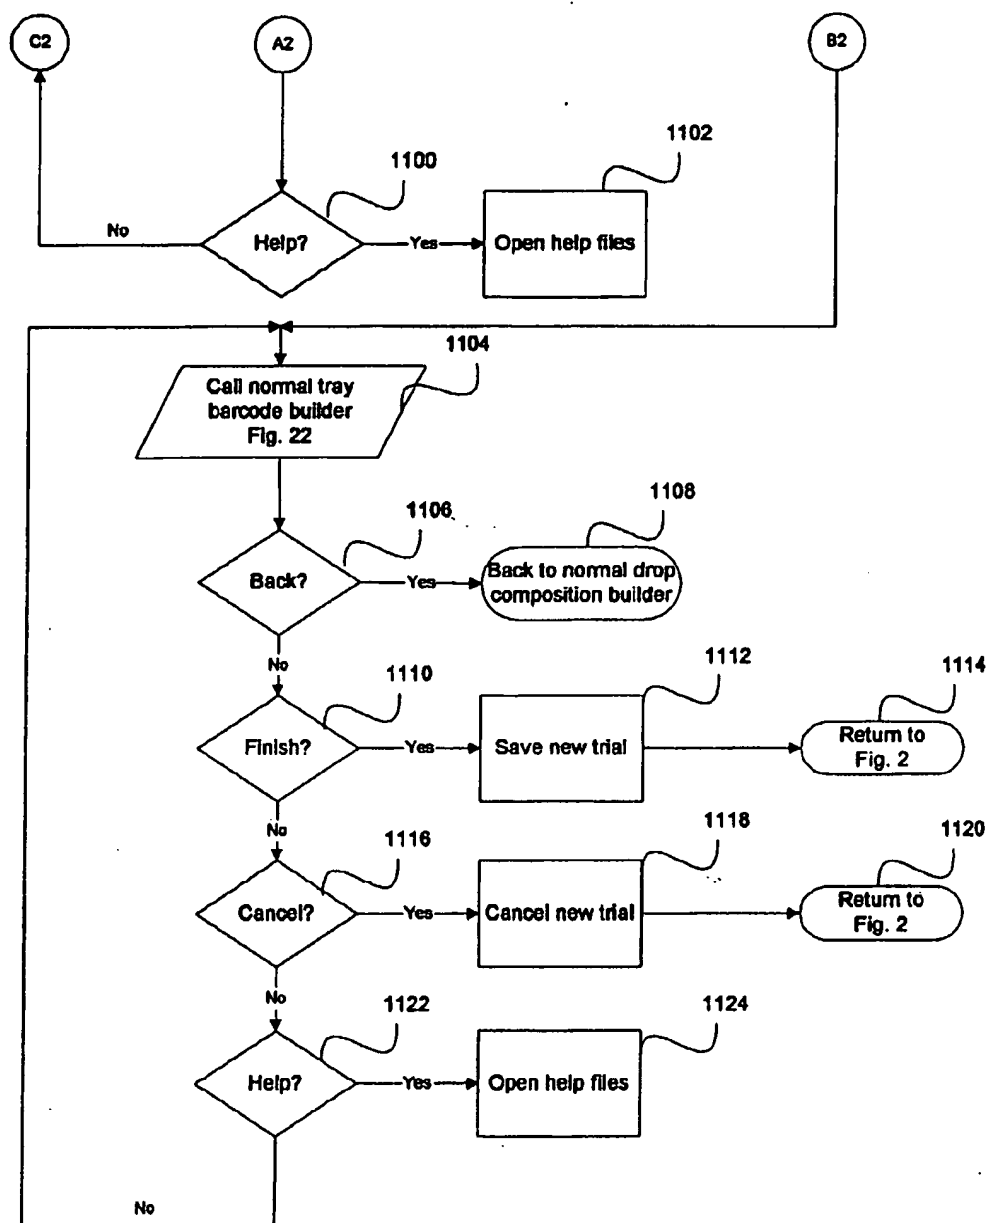 C2
A2
B2
1100
1102
No
Help?
Yes
Open help files
1104
Call normal tray
barcode builder
Fig. 22
1106
1108
Back?
Yes
Back to normal drop
composition builder
No
1110
1112
1114
Finish?
Yes
Save new trial
Return to
Fig. 2
No
1116
1118
1120
Cancel?
Yes
Cancel new trial
Return to
Fig. 2
No
1122
1124
Help?
Yes
Open help files
No